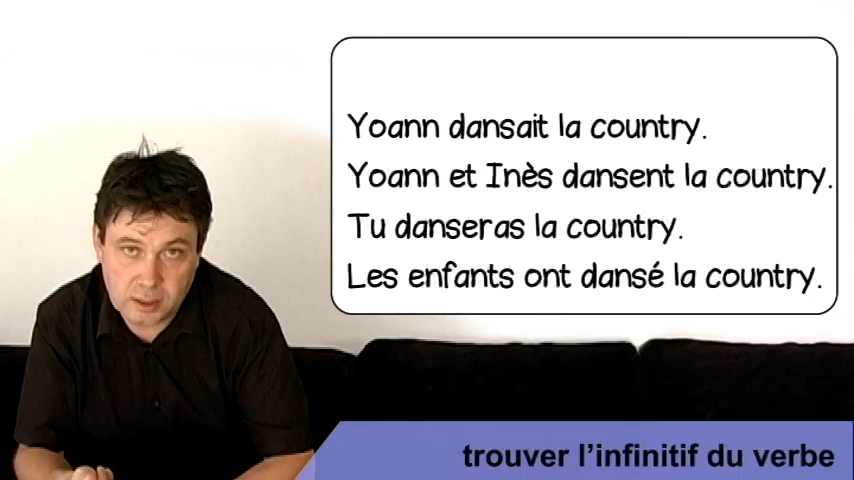 Yoann dansait la country.
Yoann et Inès dansent la country.
Tu danseras la country.
Les enfants ont dansé la country.
trouver l'infinitif du verbe